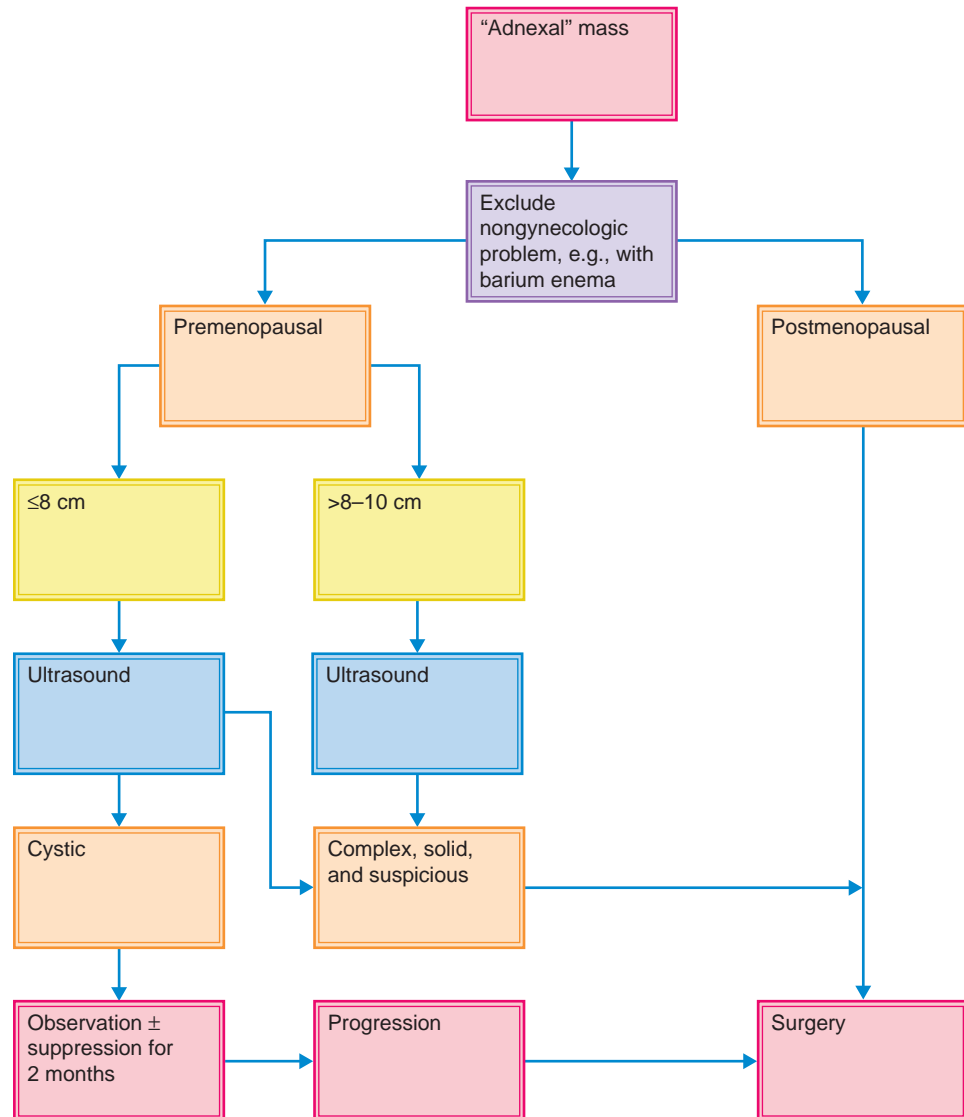 “Adnexal” mass
Exclude
nongynecologic
problem, e.g., with
barium enema
Premenopausal
Postmenopausal
≤8 cm
>8–10 cm
Ultrasound
Ultrasound
Cystic
Complex, solid,
and suspicious
Observation ±
suppression for
2 months
Progression
Surgery